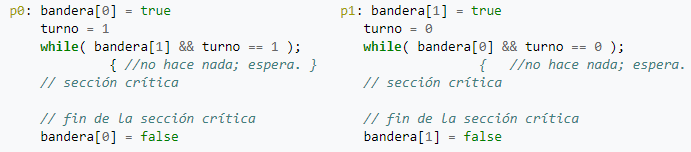 p0: bandera[0] = true
turno = 1
while( bandera[1] && turno == 1 );
{ //no hace nada; espera. }
// sección crítica
// fin de la sección crítica
bandera[0] = false
p1: bandera[1] = true
turno = 0
while( bandera[0] && turno == 0 );
{ //no hace nada; espera.
// sección crítica
// fin de la sección crítica
bandera[1] = false